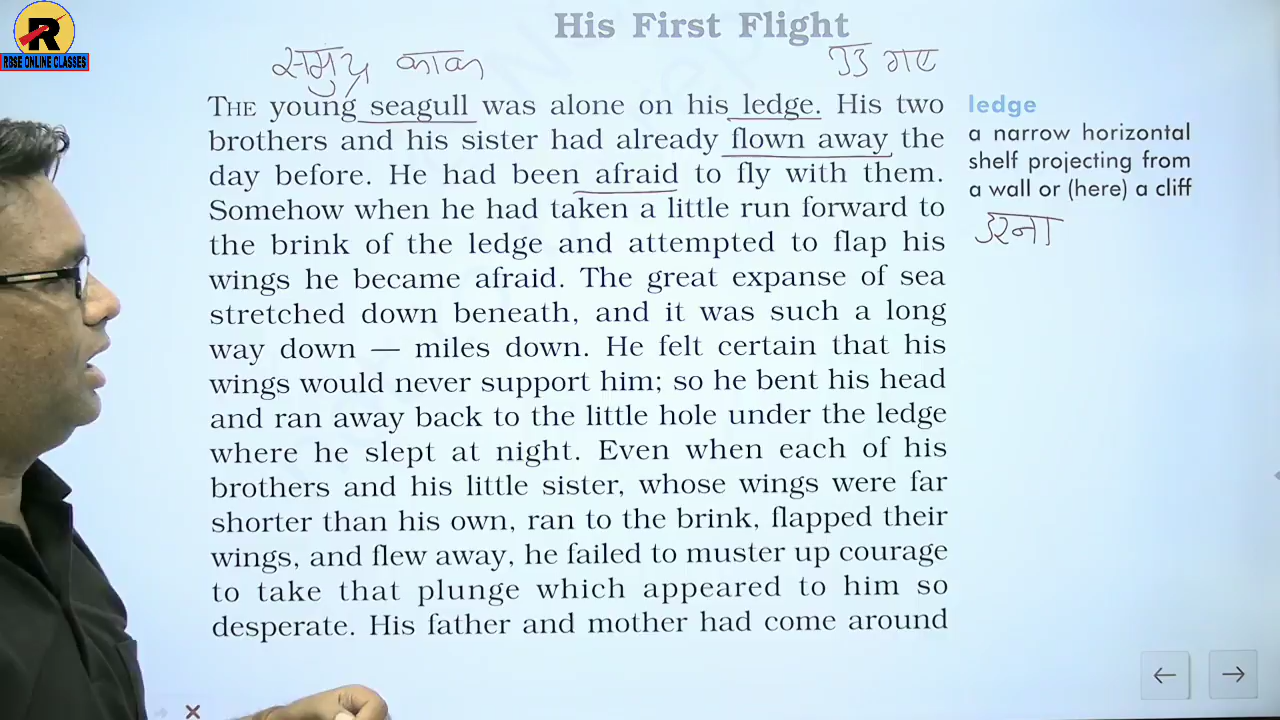 R
RBSE ONLINE CLASSES
His First Flight
समुद्र काक
उड गए
THE young seagull was alone on his ledge. His two
brothers and his sister had already flown away the
day before. He had been afraid to fly with them.
Somehow when he had taken a little run forward to
the brink of the ledge and attempted to flap his
wings he became afraid. The great expanse of sea
stretched down beneath, and it was such a long
way down — miles down. He felt certain that his
wings would never support him; so he bent his head
and ran away back to the little hole under the ledge
where he slept at night. Even when each of his
brothers and his little sister, whose wings were far
shorter than his own, ran to the brink, flapped their
wings, and flew away, he failed to muster up courage
to take that plunge which appeared to him so
desperate. His father and mother had come around
ledge
a narrow horizontal
shelf projecting from
a wall or (here) a cliff
डरना